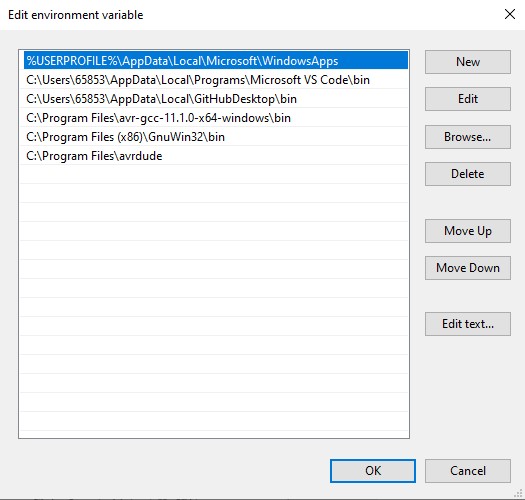 Edit environment variable
%USERPROFILE%\AppData\Local\Microsoft\WindowsApps
C:\Users\65853\AppData\Local\Programs\Microsoft VS Code\bin
C:\Users\65853\AppData\Local\GitHubDesktop\bin
C:\Program Files\avr-gcc-11.1.0-x64-windows\bin
C:\Program Files (x86)\GnuWin32\bin
C:\Program Files\avrdude
New
Edit
Browse...
Delete
Move Up
Move Down
Edit text...
OK
Cancel